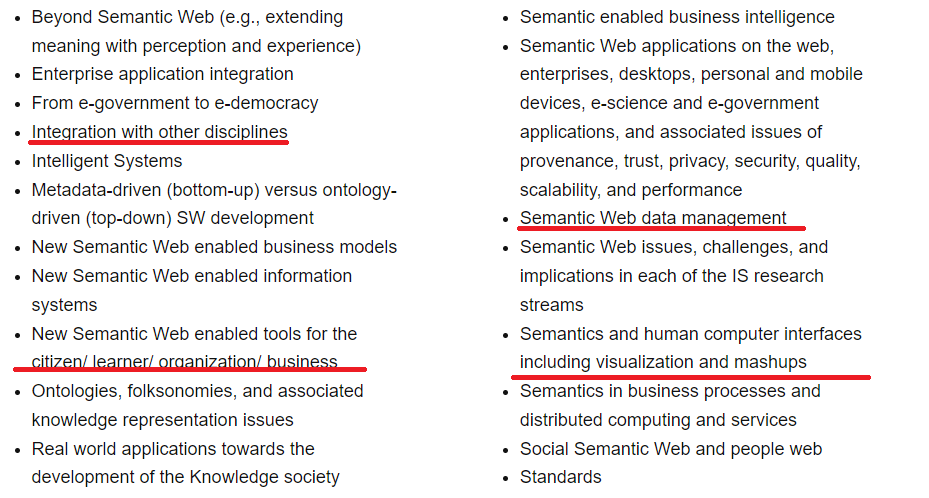 Beyond Semantic Web (e.g., extending
meaning with perception and experience)
Enterprise application integration
From e-government to e-democracy
Integration with other disciplines
Intelligent Systems
Metadata-driven (bottom-up) versus ontology-
driven (top-down) SW development
New Semantic Web enabled business models
New Semantic Web enabled information
systems
New Semantic Web enabled tools for the
citizen/ learner/ organization/ business
Ontologies, folksonomies, and associated
knowledge representation issues
Real world applications towards the
development of the Knowledge society
Semantic enabled business intelligence
Semantic Web applications on the web,
enterprises, desktops, personal and mobile
devices, e-science and e-government
applications, and associated issues of
provenance, trust, privacy, security, quality,
scalability, and performance
Semantic Web data management
Semantic Web issues, challenges, and
implications in each of the IS research
streams
Semantics and human computer interfaces
including visualization and mashups
Semantics in business processes and
distributed computing and services
Social Semantic Web and people web
Standards